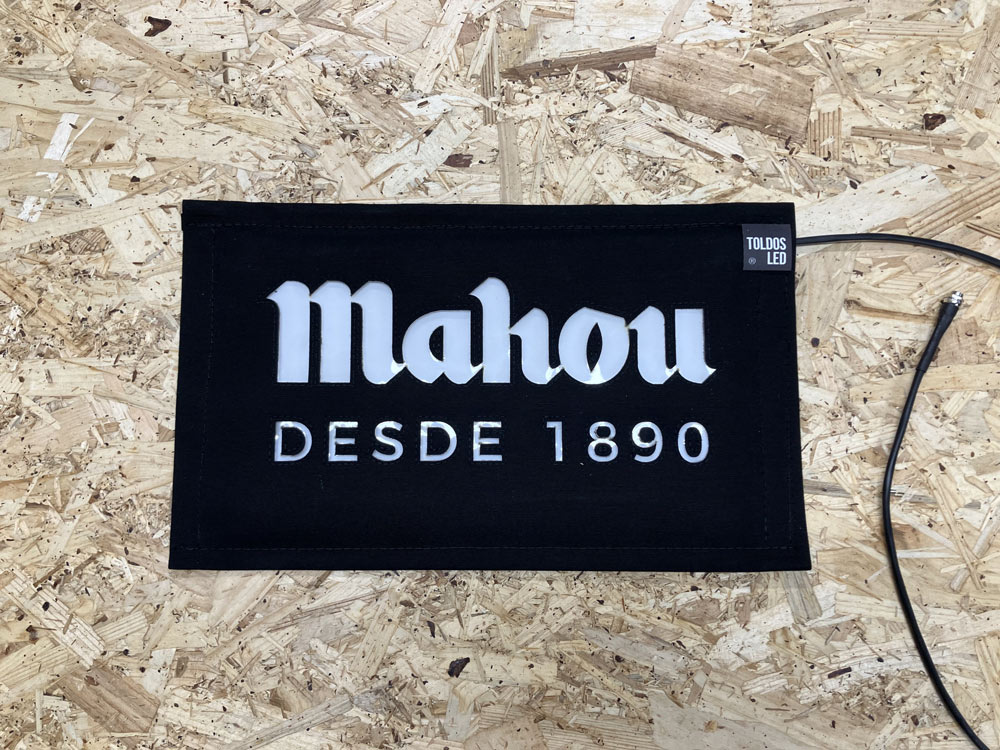 TOLDOS
® LED
Mahou
DESDE 1890